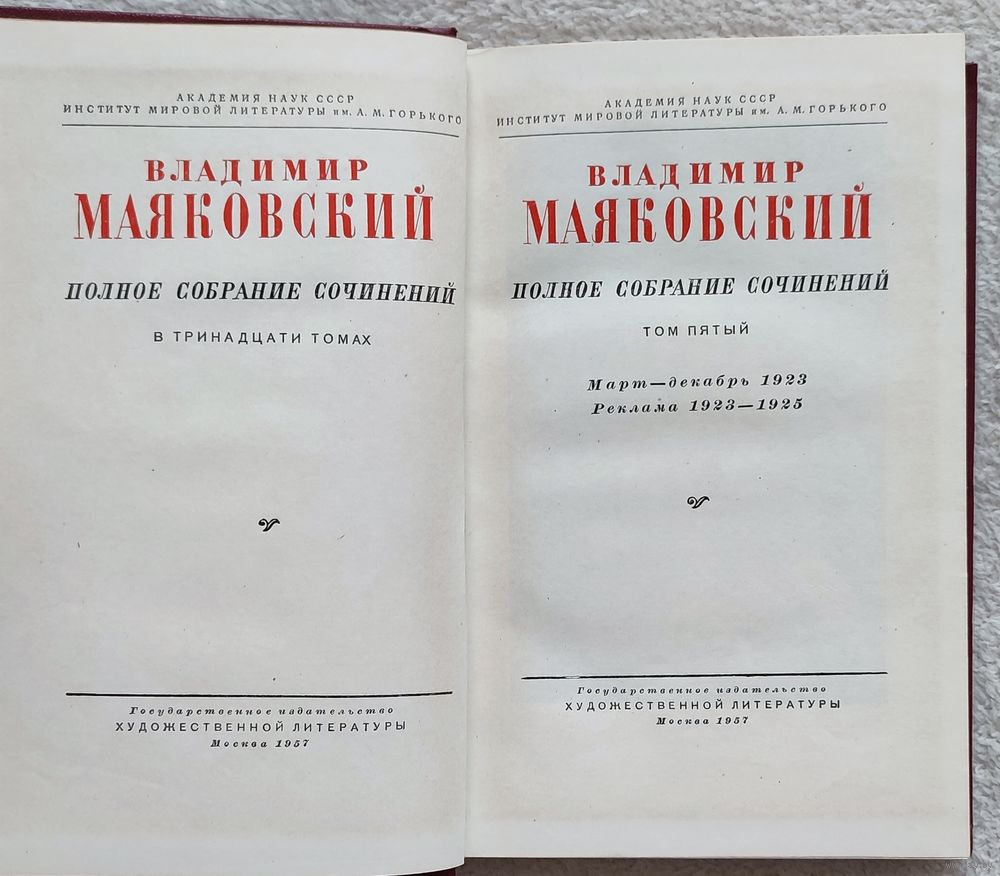 АКАДЕМИЯ НАУК СССР
ИНСТИТУТ МИРОВОЙ ЛИТЕРАТУРЫ им. А. М. ГОРЬКОГО
ВЛАДИМИР
МАЯКОВСКИЙ
ПОЛНОЕ СОБРАНИЕ СОЧИНЕНИЙ
В ТРИНАДЦАТИ ТОМАХ
Государственное издательство
ХУДОЖЕСТВЕННОЙ ЛИТЕРАТУРЫ
Москва 1957
АКАДЕМИЯ НАУК СССР
ИНСТИТУТ МИРОВОЙ ЛИТЕРАТУРЫ им. А. М. ГОРЬКОГО
ВЛАДИМИР
МАЯКОВСКИЙ
ПОЛНОЕ СОБРАНИЕ СОЧИНЕНИЙ
ТОМ ПЯТЫЙ
Март—декабрь 1923
Реклама 1923—1925
Государственное издательство
ХУДОЖЕСТВЕННОЙ ЛИТЕРАТУРЫ
Москва 1957